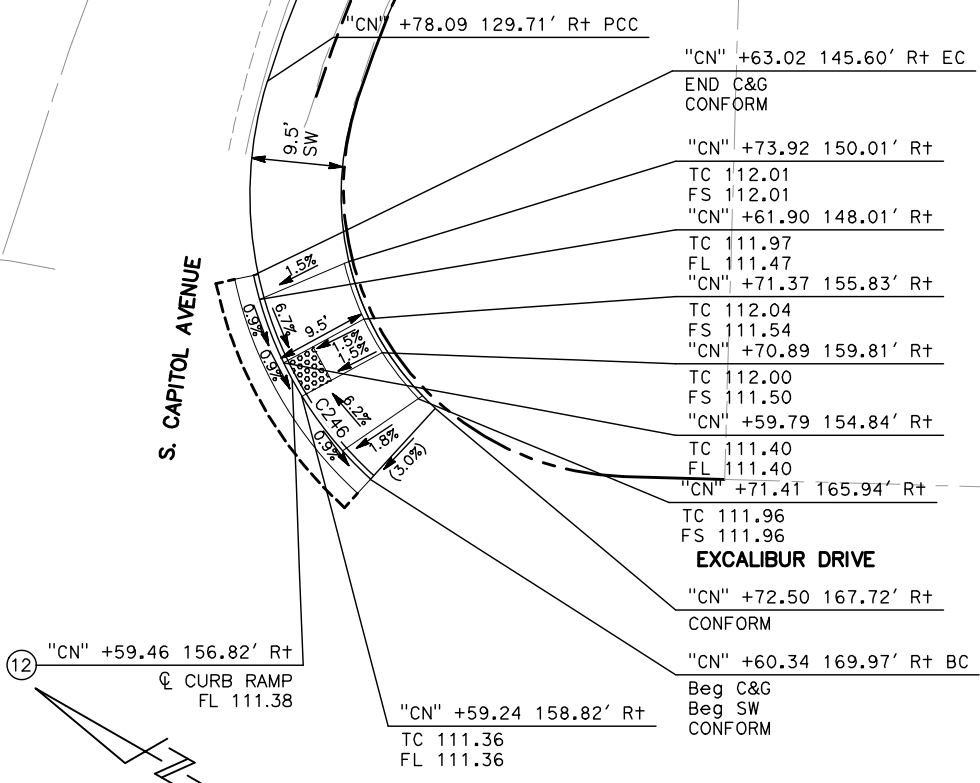 "CN" +78.09 129.71' Rt PCC
"CN" +63.02 145.60' Rt EC
END C&G
CONFORM
9.5'
SW
"CN" +73.92 150.01' Rt
TC 112.01
FS 112.01
"CN" +61.90 148.01' Rt
TC 111.97
FL 111.47
"CN" +71.37 155.83' Rt
TC 112.04
FS 111.54
"CN" +70.89 159.81' Rt
TC 112.00
FS 111.50
"CN" +59.79 154.84' Rt
TC 111.40
FL 111.40
"CN" +71.41 165.94' Rt
TC 111.96
FS 111.96
EXCALIBUR DRIVE
"CN" +72.50 167.72' Rt
CONFORM
"CN" +60.34 169.97' Rt BC
Beg C&G
Beg SW
CONFORM
S. CAPITOL AVENUE
1.5%
6.7%
9.5'
0.9%
0.9%
1.5%
1.5%
C246
6.2%
1.8%
0.9%
(3.0%)
12
"CN" +59.46 156.82' Rt
℄ CURB RAMP
FL 111.38
"CN" +59.24 158.82' Rt
TC 111.36
FL 111.36